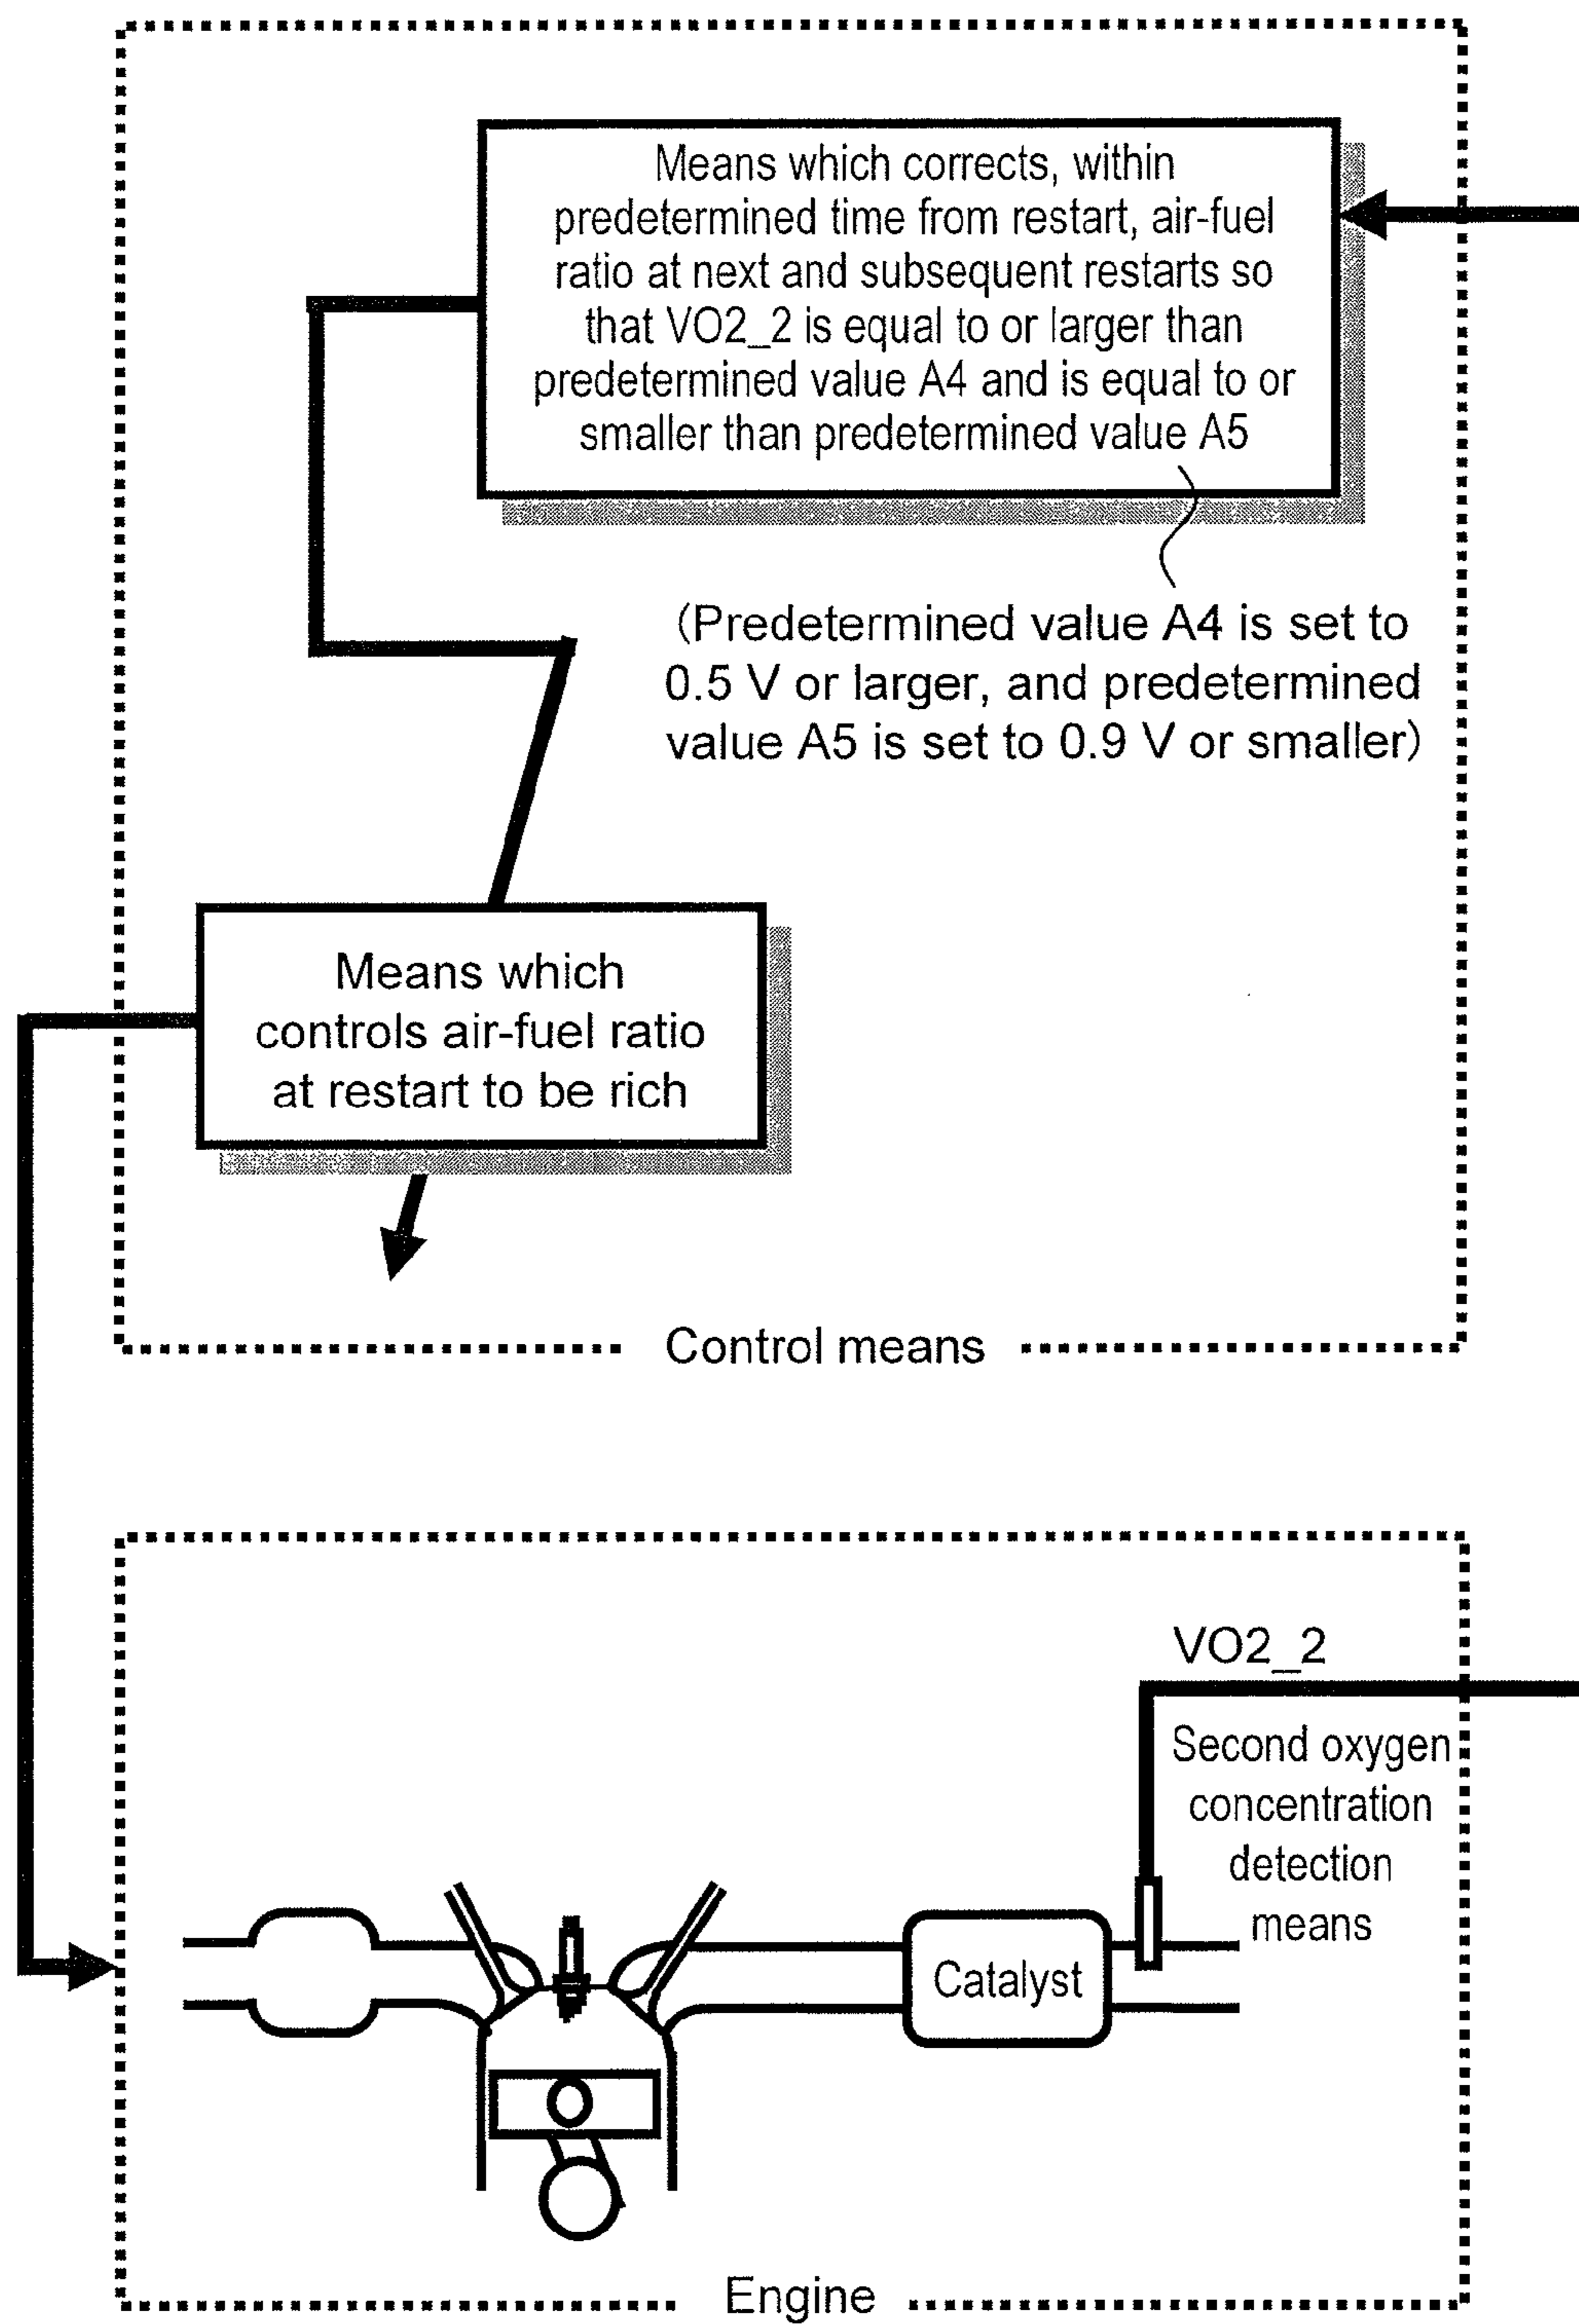 Means which corrects, within
predetermined time from restart, air-fuel
ratio at next and subsequent restarts so
that VO2_2 is equal to or larger than
predetermined value A4 and is equal to or
smaller than predetermined value A5
(Predetermined value A4 is set to
0.5 V or larger, and predetermined
value A5 is set to 0.9 V or smaller)
Means which
controls air-fuel ratio
at restart to be rich
Control means
VO2_2
Second oxygen
concentration
detection
means
Catalyst
Engine